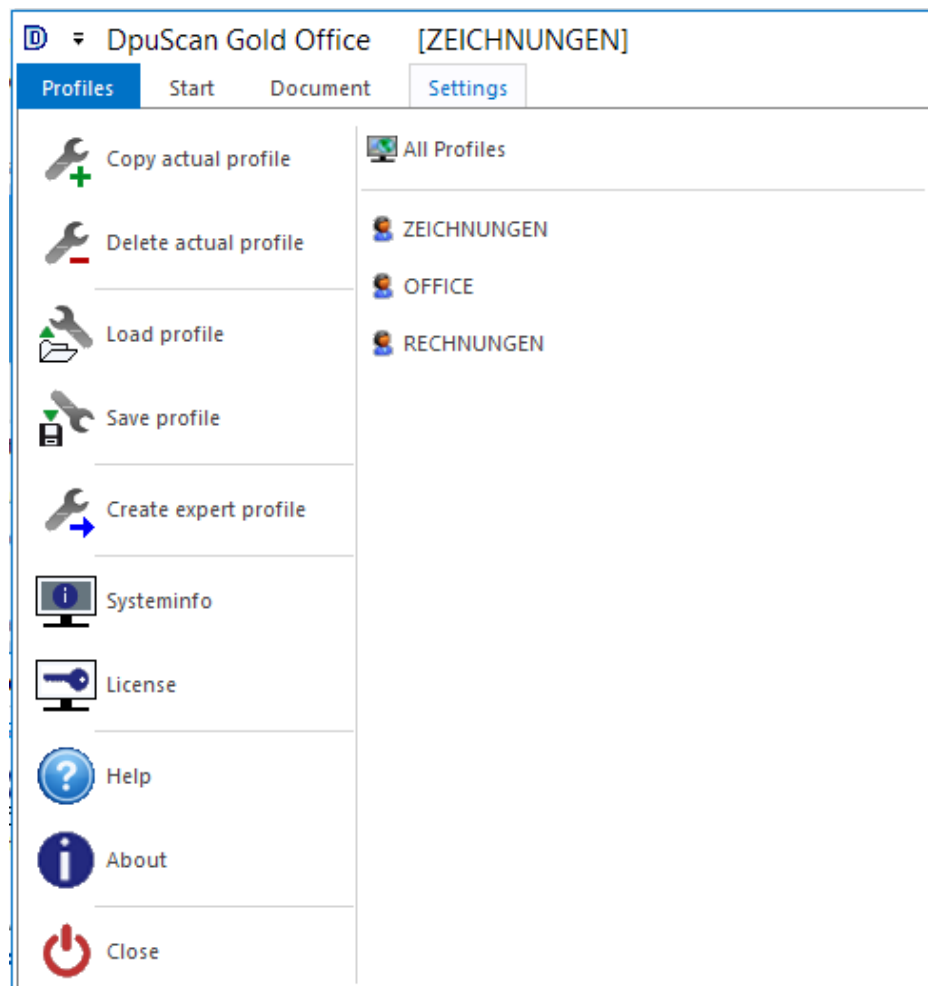 DpuScan Gold Office [ZEICHNUNGEN]
Profiles Start Document Settings
Copy actual profile
Delete actual profile
Load profile
Save profile
Create expert profile
Systeminfo
License
Help
About
Close
All Profiles
ZEICHNUNGEN
OFFICE
RECHNUNGEN